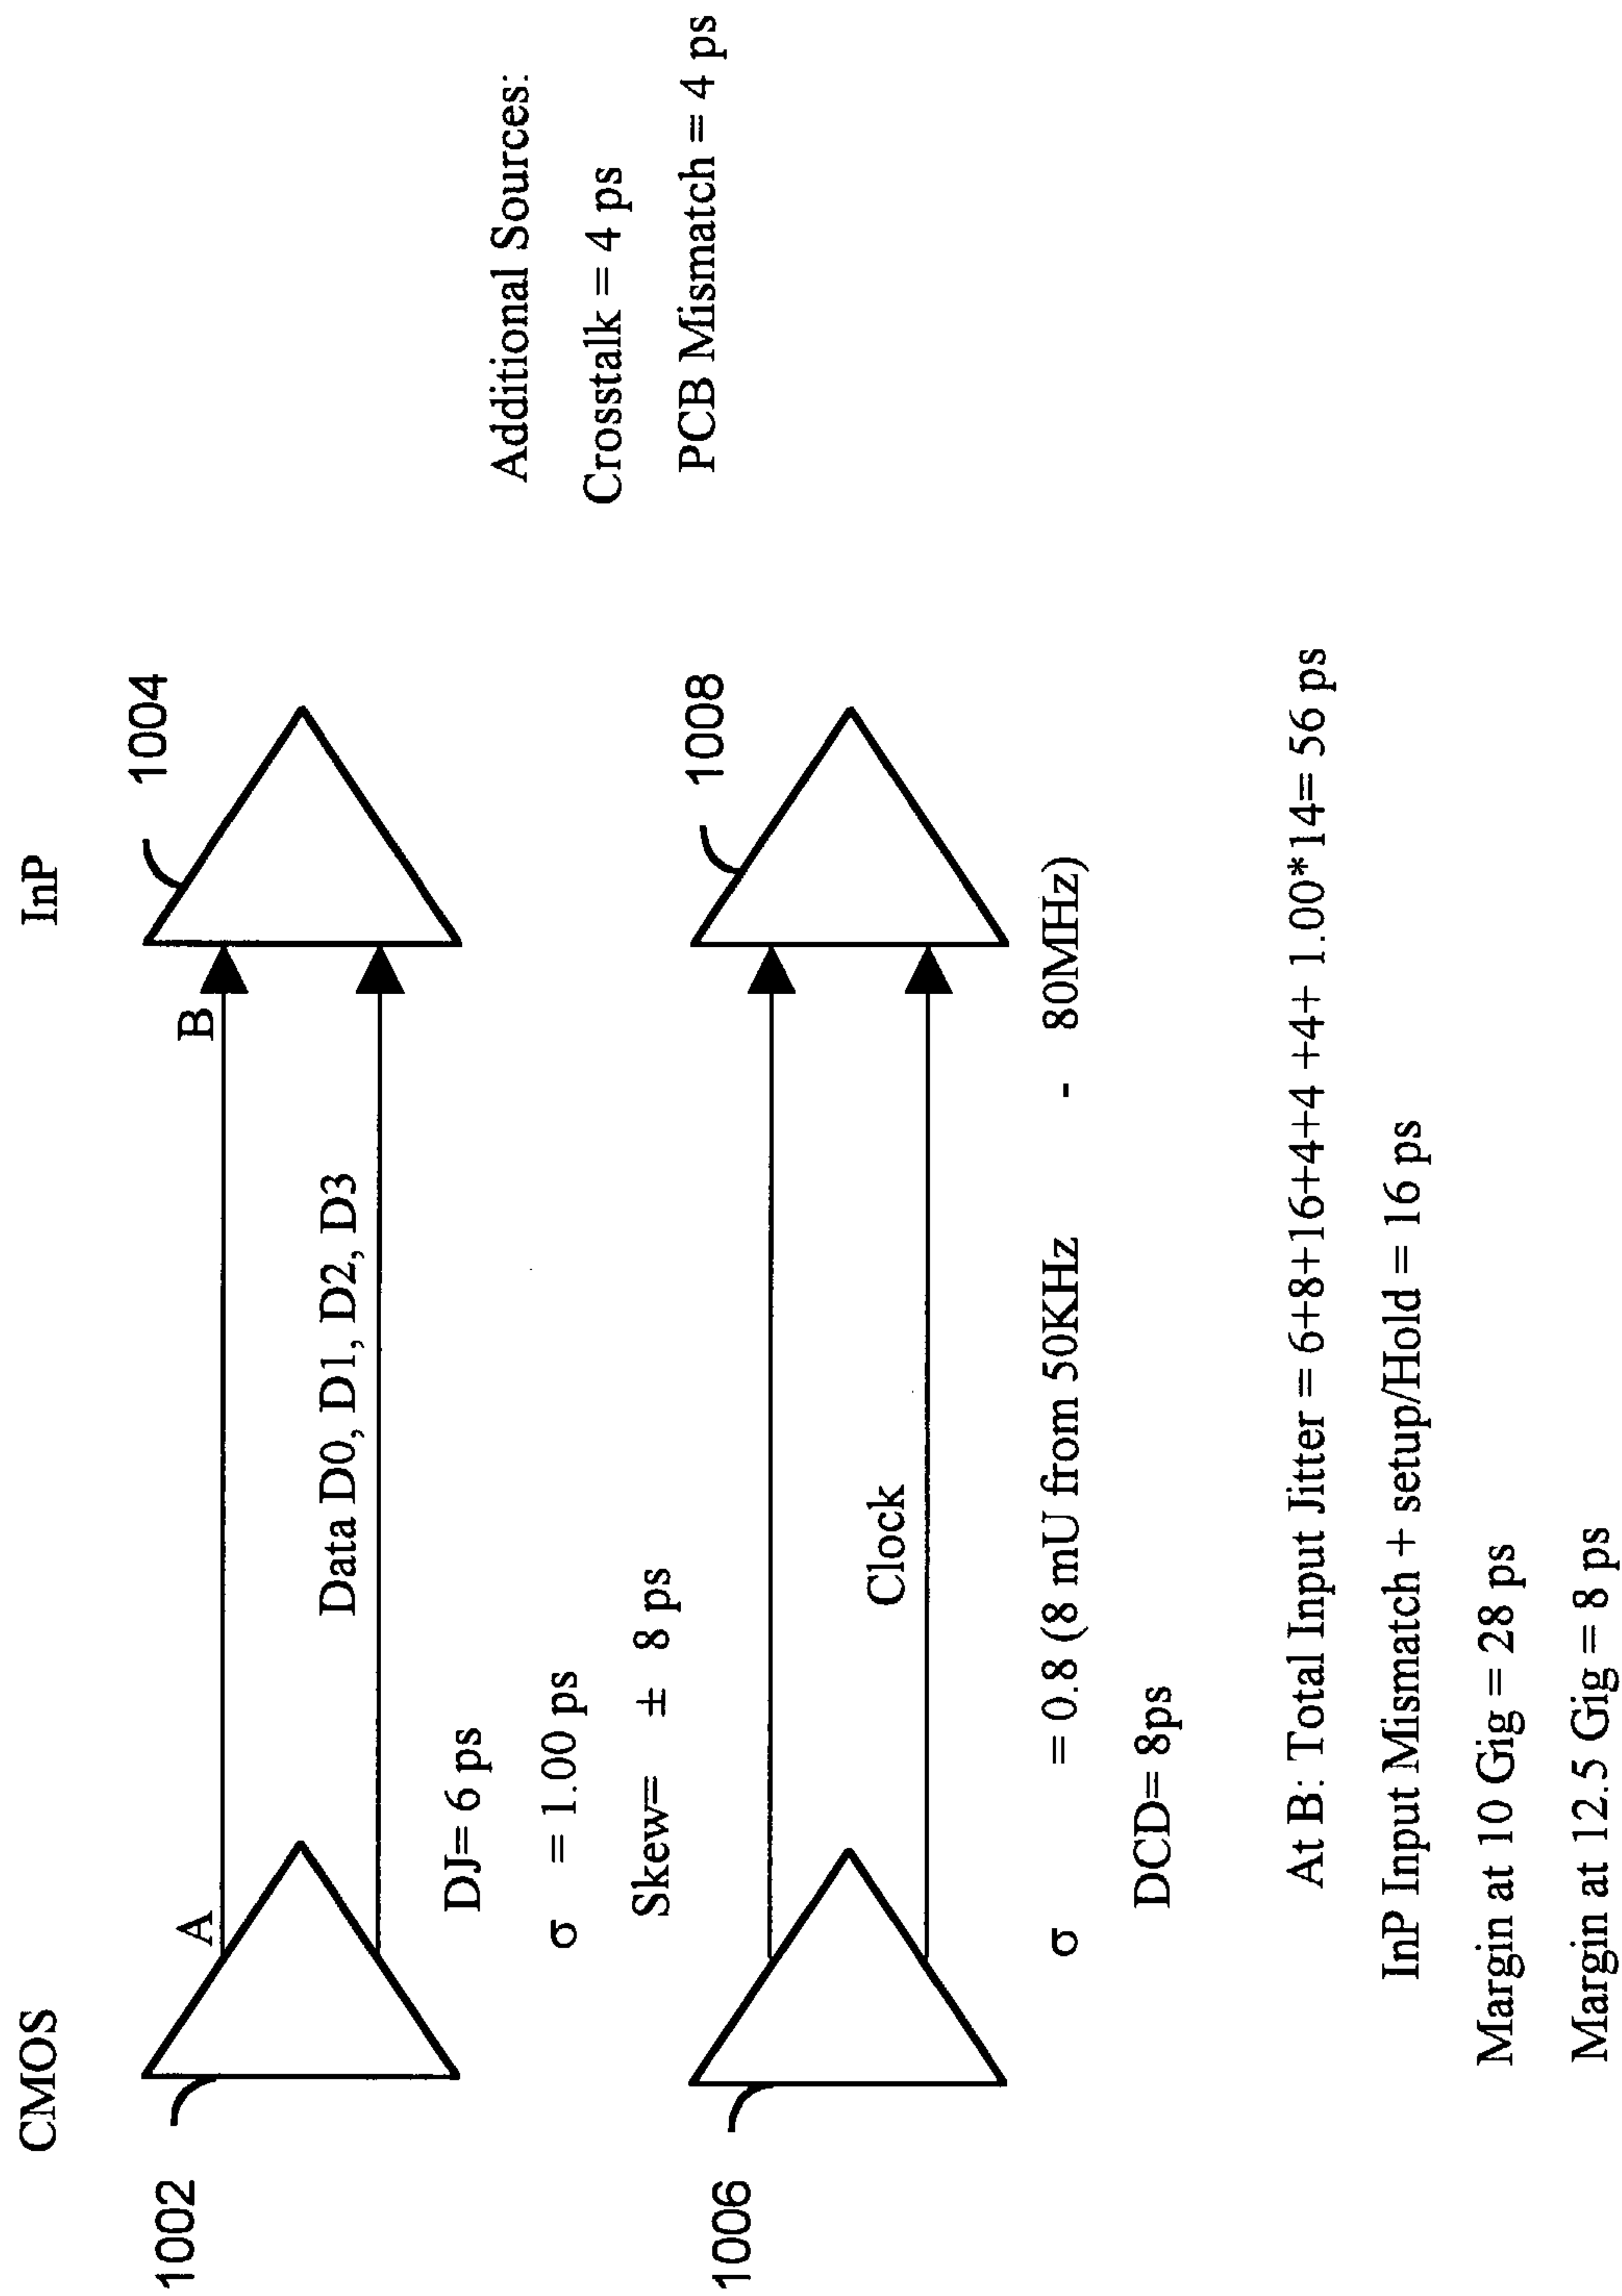 CMOS
InP
1002
A
B
1004
Data D0, D1, D2, D3
DJ= 6 ps
σ = 1.00 ps
Skew= ± 8 ps
Additional Sources:
Crosstalk = 4 ps
PCB Mismatch = 4 ps
1006
1008
Clock
σ = 0.8 (8 mU from 50KHz - 80MHz)
DCD= 8ps
At B: Total Input Jitter = 6+8+16+4+4 +4+ 1.00*14= 56 ps
InP Input Mismatch + setup/Hold = 16 ps
Margin at 10 Gig = 28 ps
Margin at 12.5 Gig = 8 ps